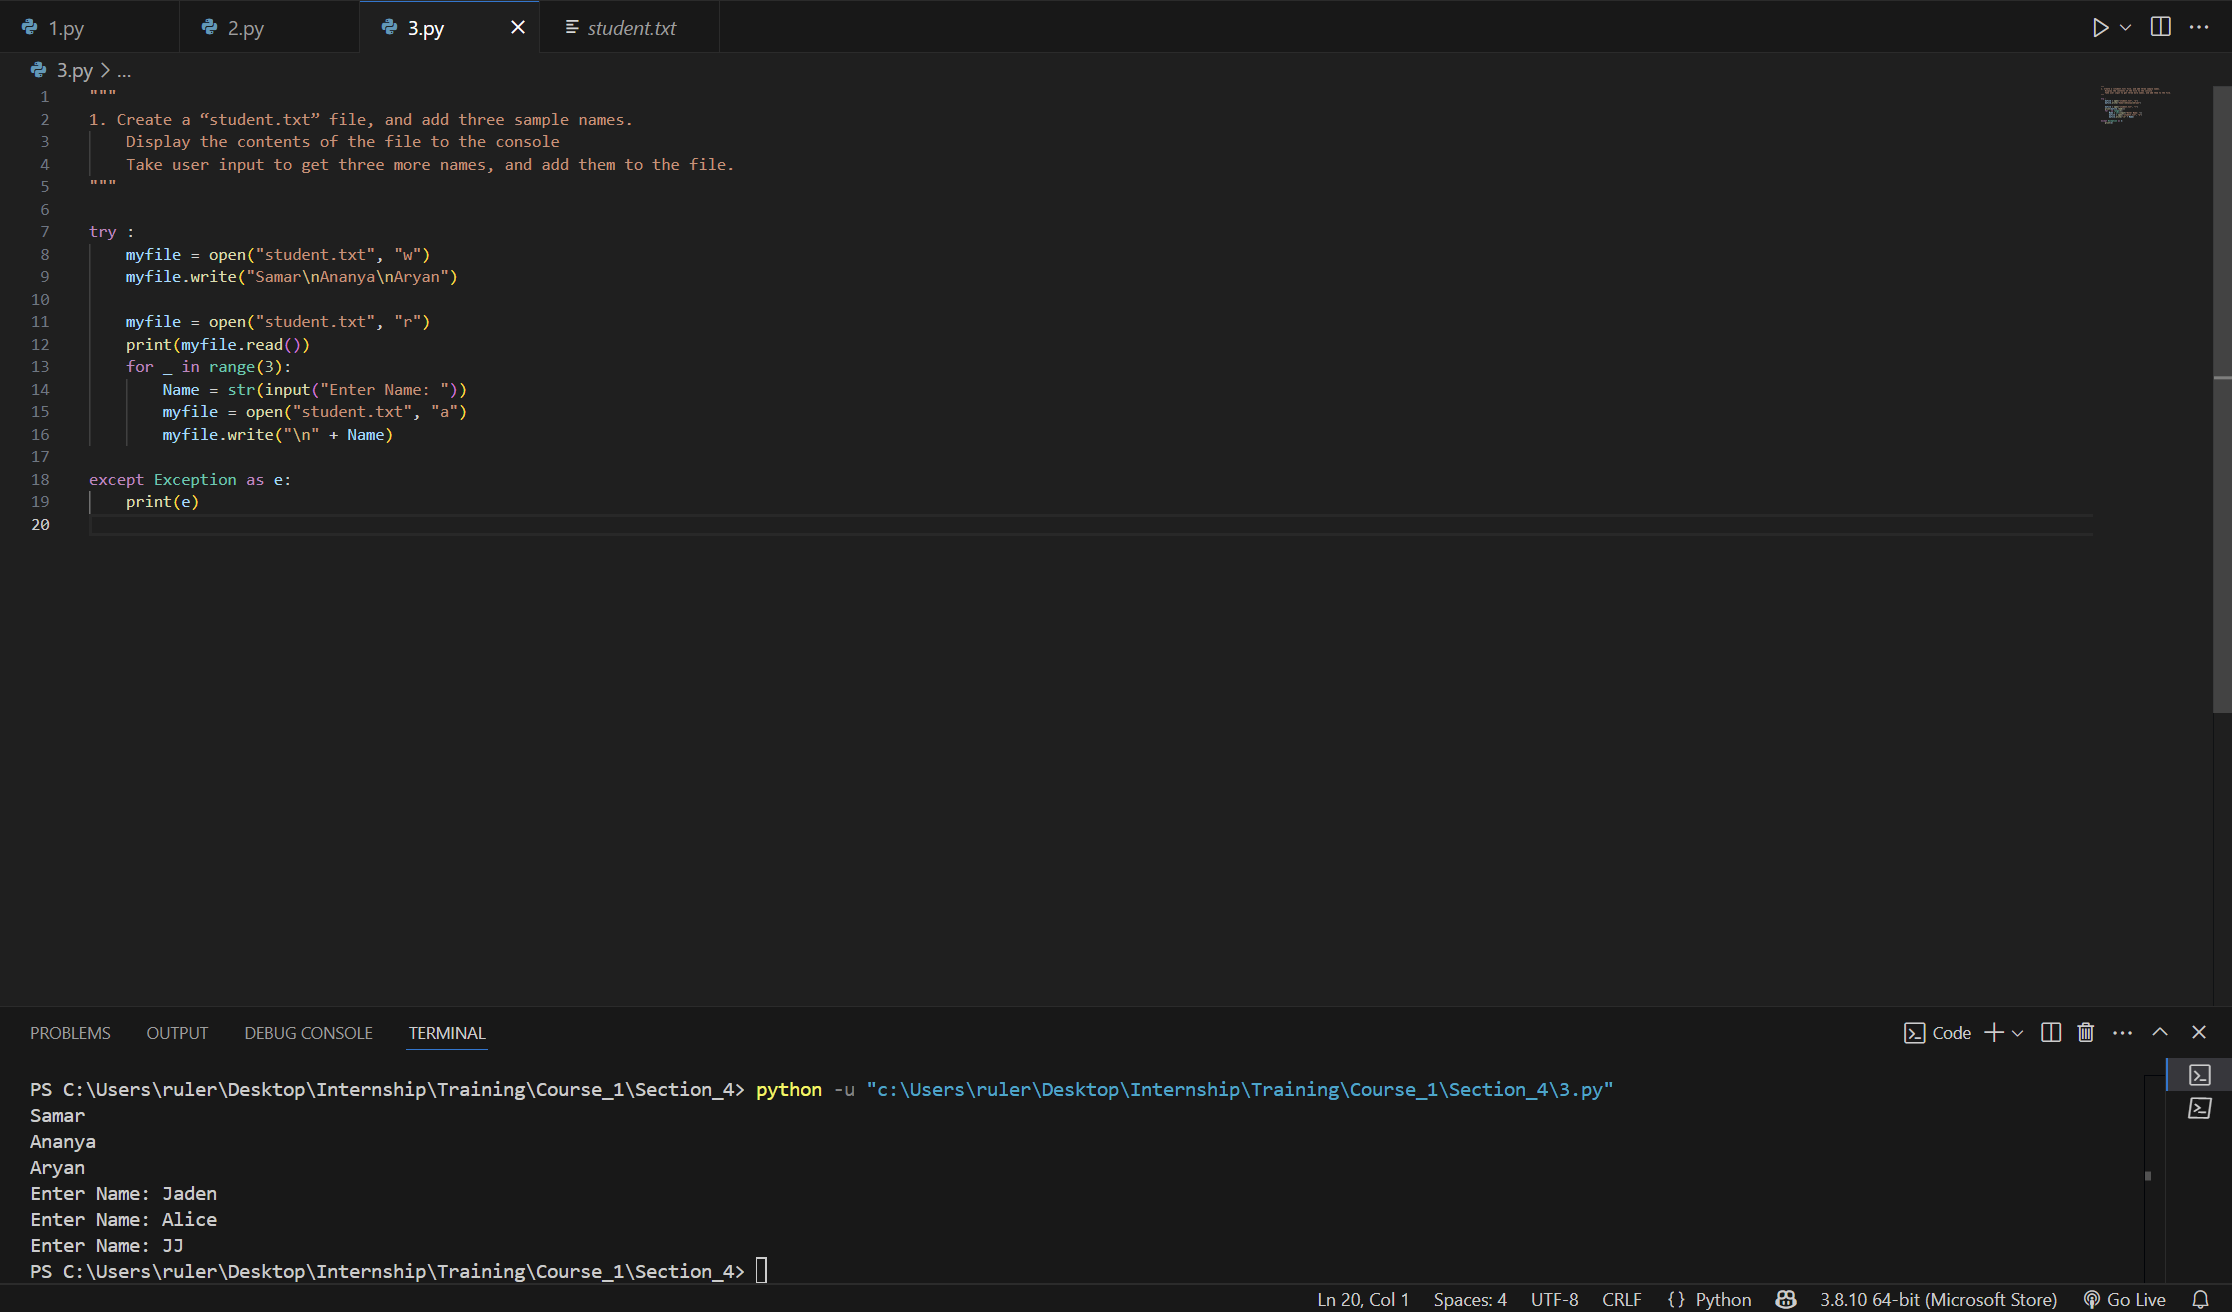 1.py 2.py 3.py student.txt
3.py > ...
1 """
2 1. Create a “student.txt” file, and add three sample names.
3     Display the contents of the file to the console
4     Take user input to get three more names, and add them to the file.
5 """
6
7 try :
8     myfile = open("student.txt", "w")
9     myfile.write("Samar\nAnanya\nAryan")
10
11     myfile = open("student.txt", "r")
12     print(myfile.read())
13     for _ in range(3):
14         Name = str(input("Enter Name: "))
15         myfile = open("student.txt", "a")
16         myfile.write("\n" + Name)
17
18 except Exception as e:
19     print(e)
20
PROBLEMS OUTPUT DEBUG CONSOLE TERMINAL Code
PS C:\Users\ruler\Desktop\Internship\Training\Course_1\Section_4> python -u "c:\Users\ruler\Desktop\Internship\Training\Course_1\Section_4\3.py"
Samar
Ananya
Aryan
Enter Name: Jaden
Enter Name: Alice
Enter Name: JJ
PS C:\Users\ruler\Desktop\Internship\Training\Course_1\Section_4>
Ln 20, Col 1 Spaces: 4 UTF-8 CRLF {} Python 3.8.10 64-bit (Microsoft Store) Go Live